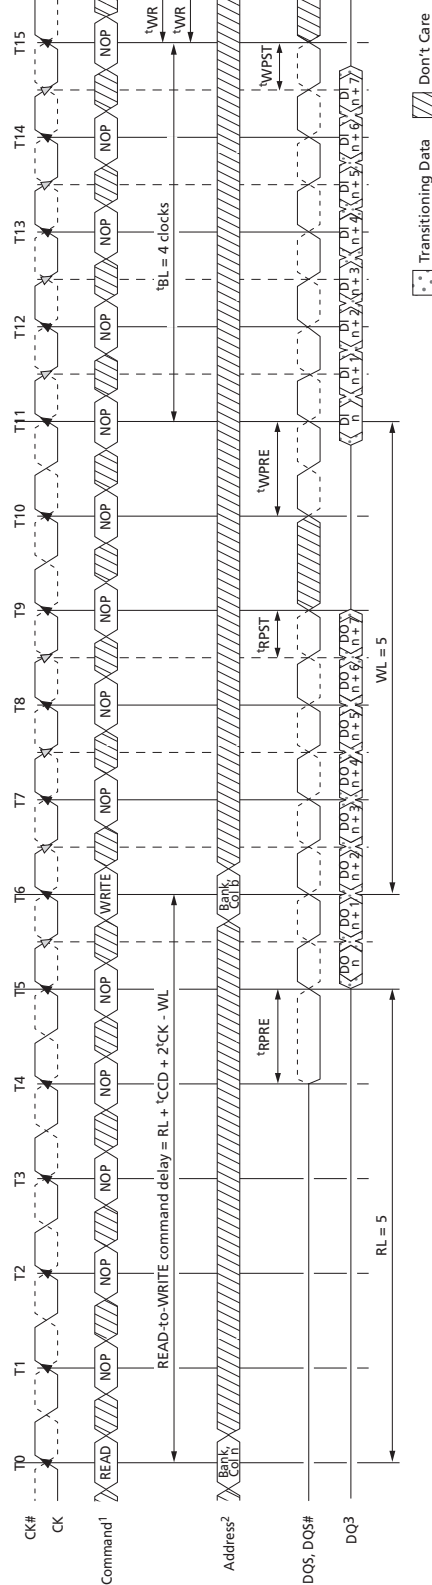 T0 T1 T2 T3 T4 T5 T6 T7 T8 T9 T10 T11 T12 T13 T14 T15
CK#
CK
Command¹ READ NOP NOP NOP NOP NOP WRITE NOP NOP NOP NOP NOP NOP NOP NOP NOP
READ-to-WRITE command delay = RL + ᵗCCD + 2ᵗCK - WL
ᵗBL = 4 clocks
ᵗWR
ᵗWR
Address²
Bank,
Col n
Bank,
Col b
ᵗRPRE ᵗRPST ᵗWPRE ᵗWPST
DQS, DQS#
DQ³
DO
n
DO
n + 1
DO
n + 2
DO
n + 3
DO
n + 4
DO
n + 5
DO
n + 6
DO
n + 7
DI
n
DI
n + 1
DI
n + 2
DI
n + 3
DI
n + 4
DI
n + 5
DI
n + 6
DI
n + 7
RL = 5
WL = 5
Transitioning Data
Don't Care